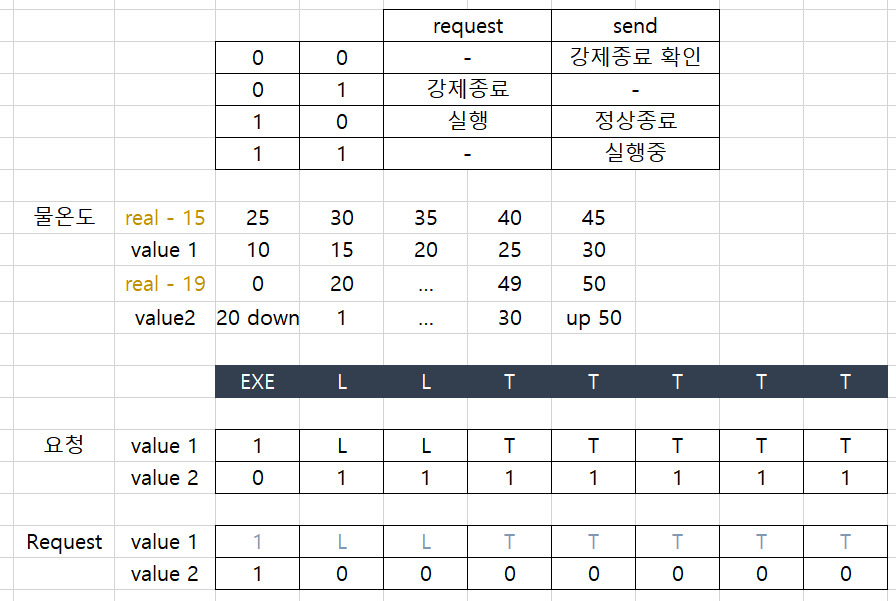 request send
0 0 - 강제종료 확인
0 1 강제종료 -
1 0 실행 정상종료
1 1 - 실행중
물온도 real - 15 25 30 35 40 45
value 1 10 15 20 25 30
real - 19 0 20 ... 49 50
value2 20 down 1 ... 30 up 50
EXE L L T T T T T
요청 value 1 1 L L T T T T T
value 2 0 1 1 1 1 1 1 1
Request value 1 1 L L T T T T T
value 2 1 0 0 0 0 0 0 0